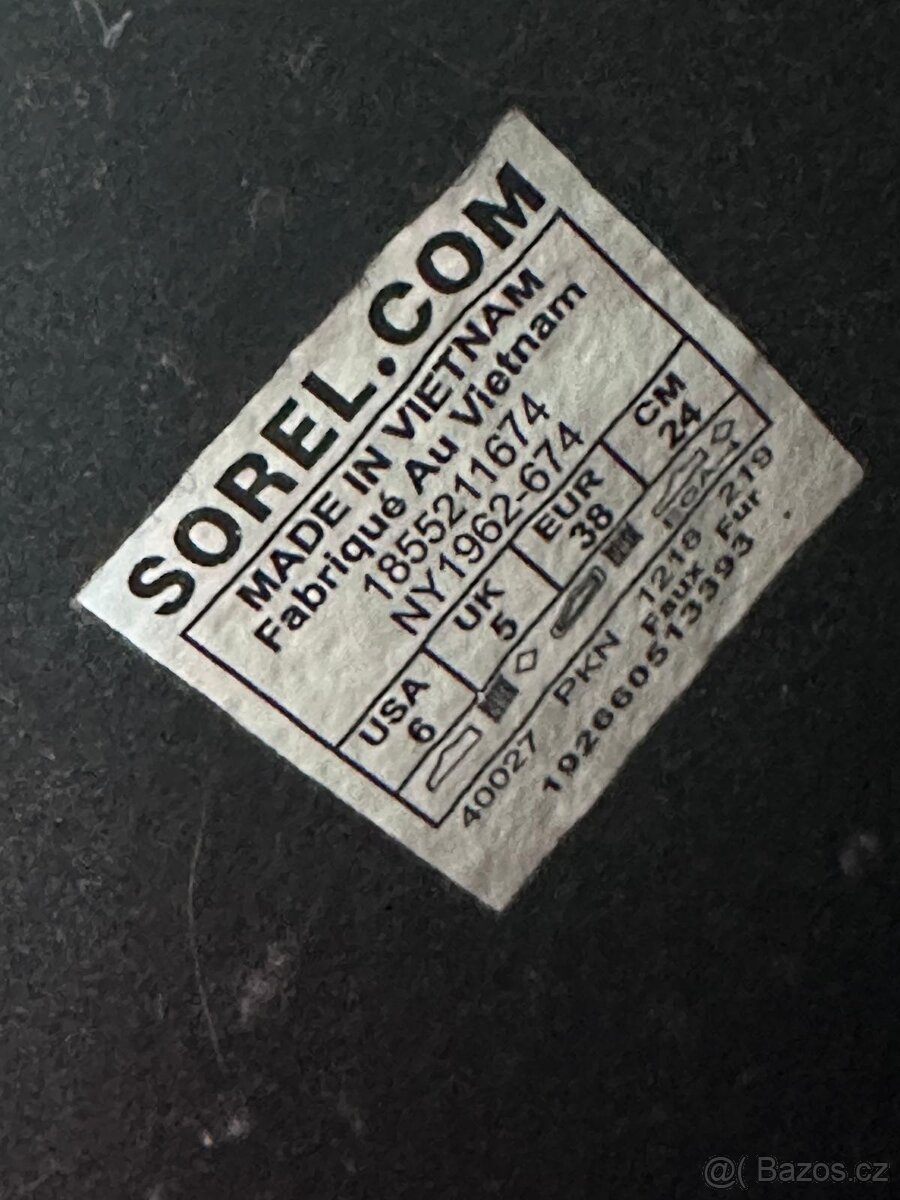 SOREL.COM
MADE IN VIETNAM
Fabriqué Au Vietnam
1855211674
NY1962-674
USA UK EUR CM
6 5 38 24
40027 PKN 1218 219
Faux Fur
192660513393
@( Bazos.cz